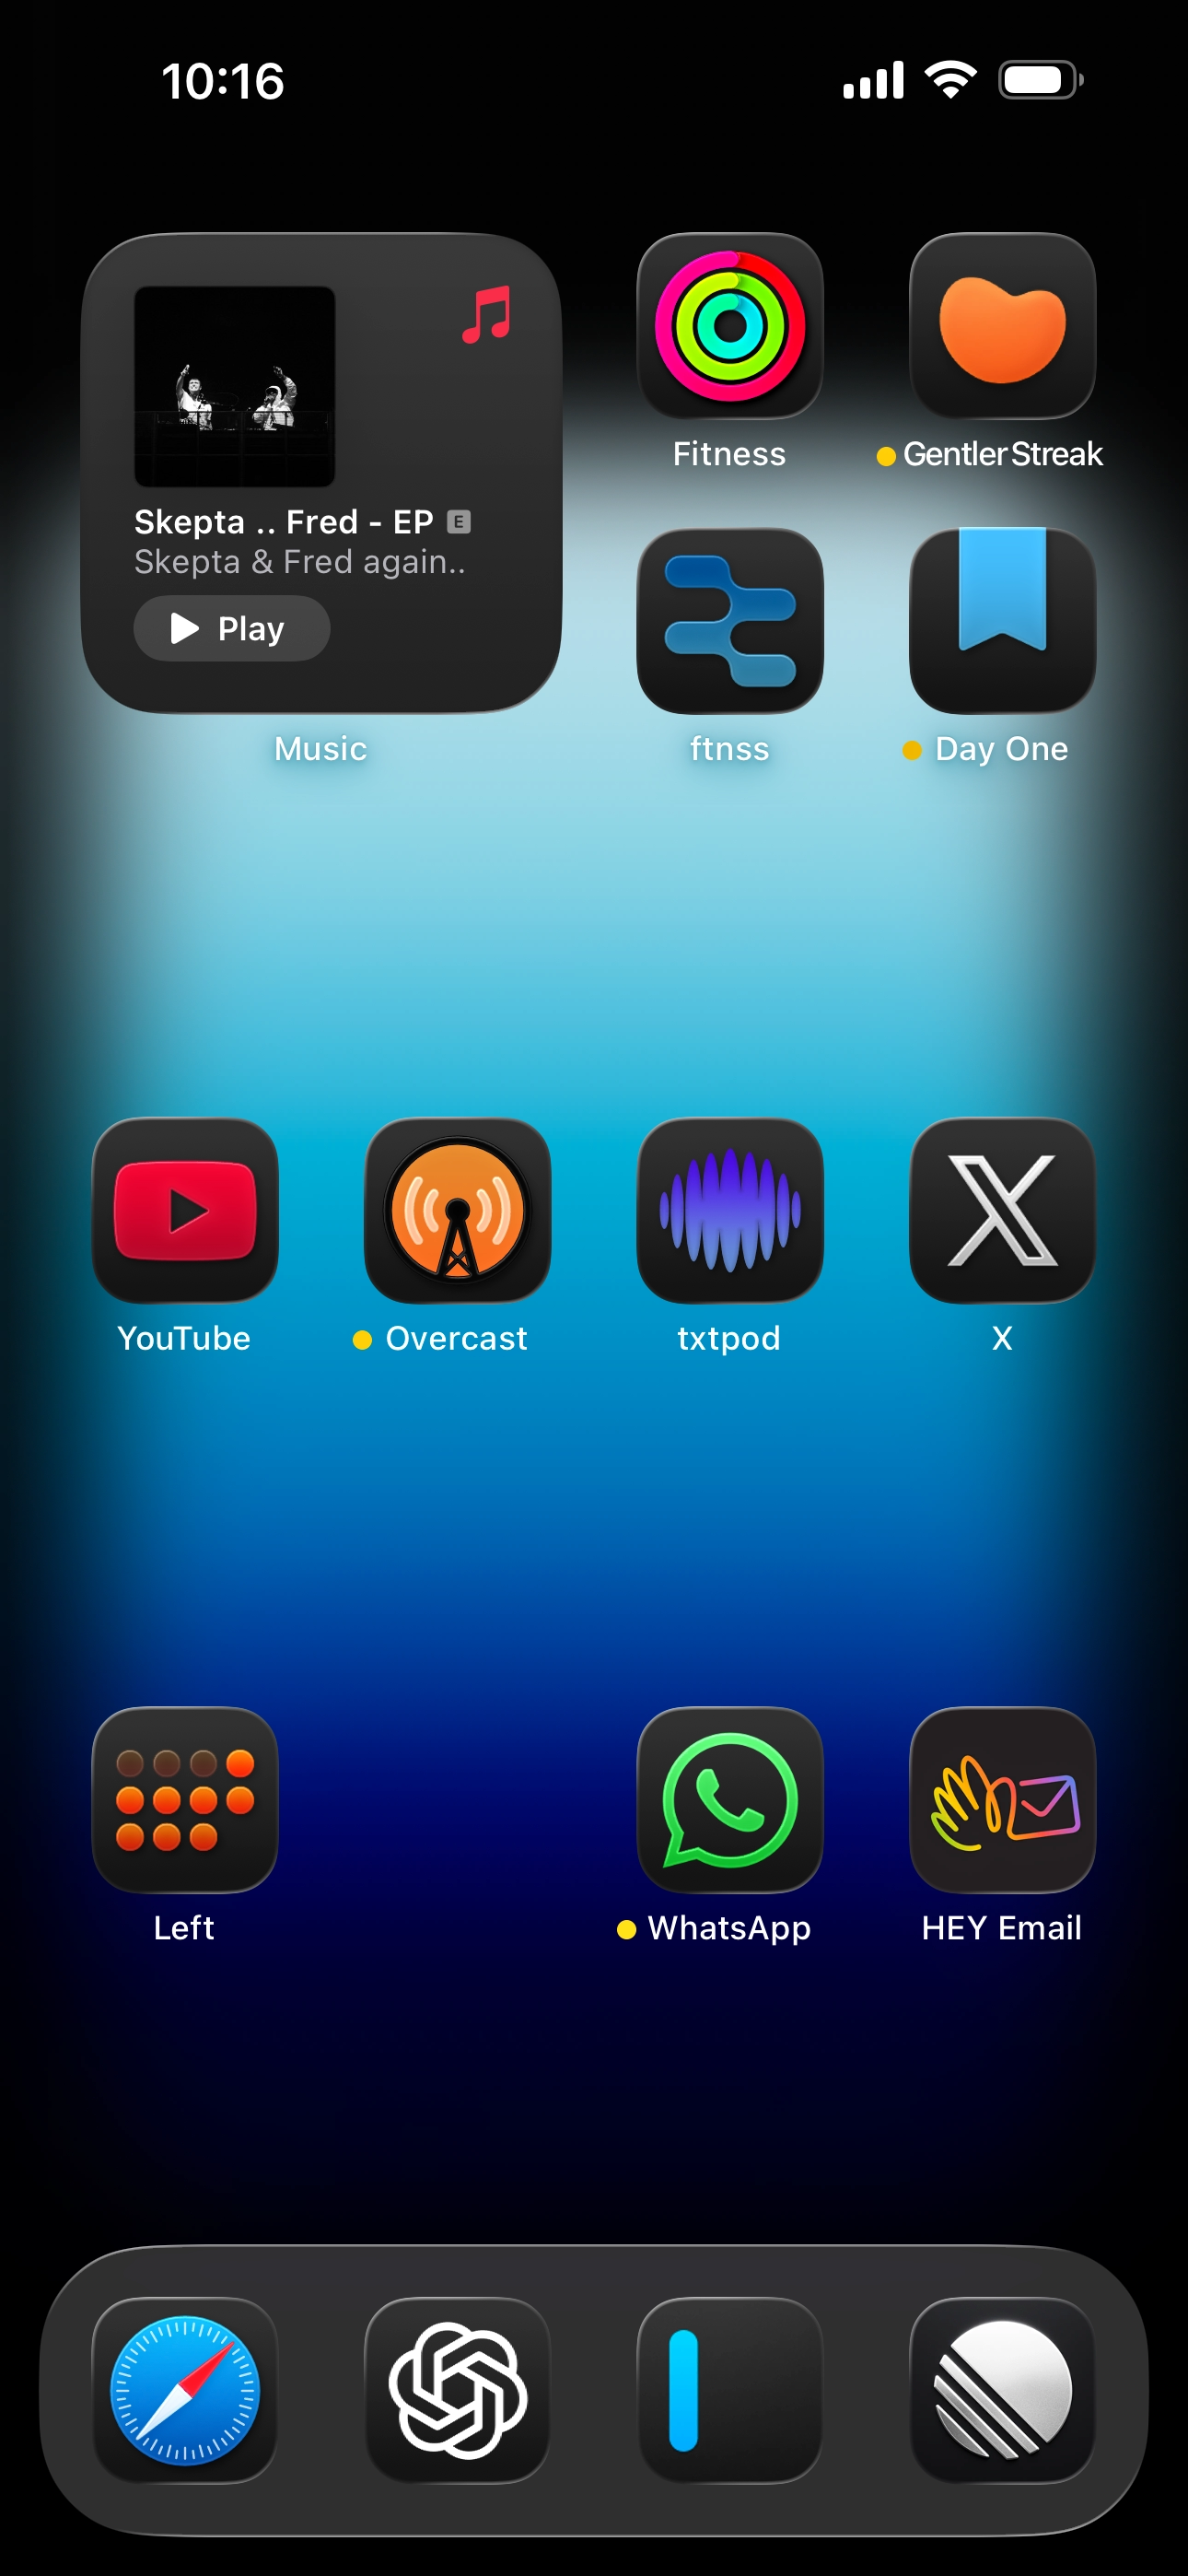 10:16
Skepta .. Fred - EP E
Skepta & Fred again..
Play
Music
Fitness
Gentler Streak
ftnss
Day One
YouTube
Overcast
txtpod
X
Left
WhatsApp
HEY Email